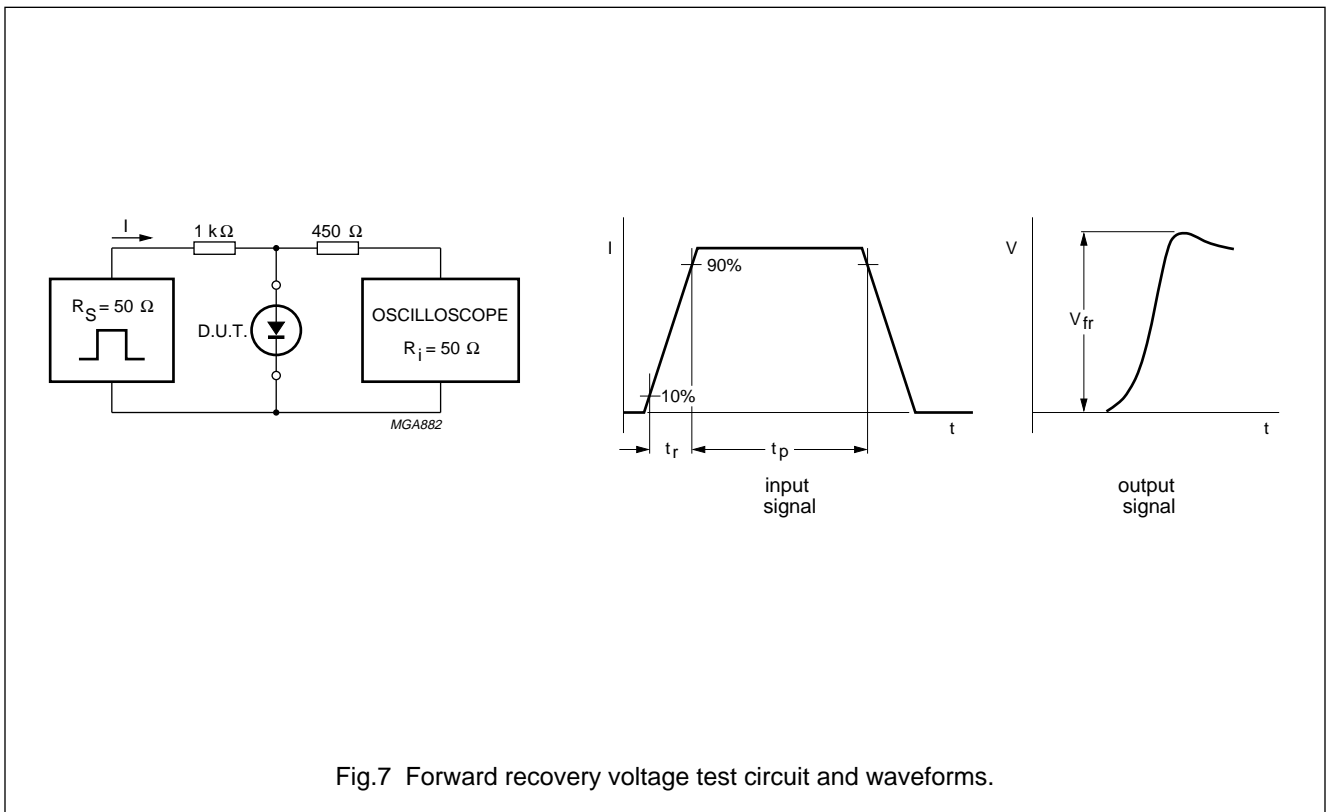 I
1 kΩ
450 Ω
R_S = 50 Ω
D.U.T.
OSCILLOSCOPE
R_i = 50 Ω
MGA882
I
90%
10%
t
t_r
t_p
input
signal
V
V_fr
t
output
signal
Fig.7 Forward recovery voltage test circuit and waveforms.